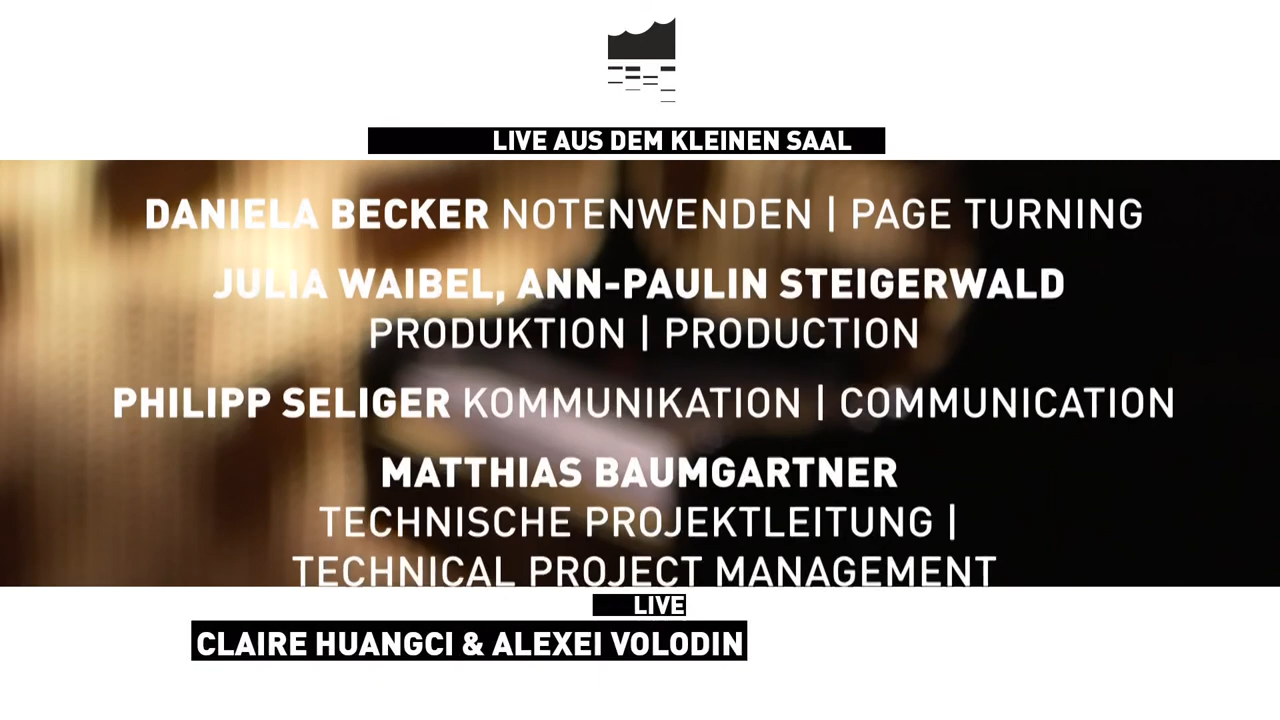 LIVE AUS DEM KLEINEN SAAL
DANIELA BECKER NOTENWENDEN | PAGE TURNING
JULIA WAIBEL, ANN-PAULIN STEIGERWALD
PRODUKTION | PRODUCTION
PHILIPP SELIGER KOMMUNIKATION | COMMUNICATION
MATTHIAS BAUMGARTNER
TECHNISCHE PROJEKTLEITUNG |
TECHNICAL PROJECT MANAGEMENT
LIVE
CLAIRE HUANGCI & ALEXEI VOLODIN